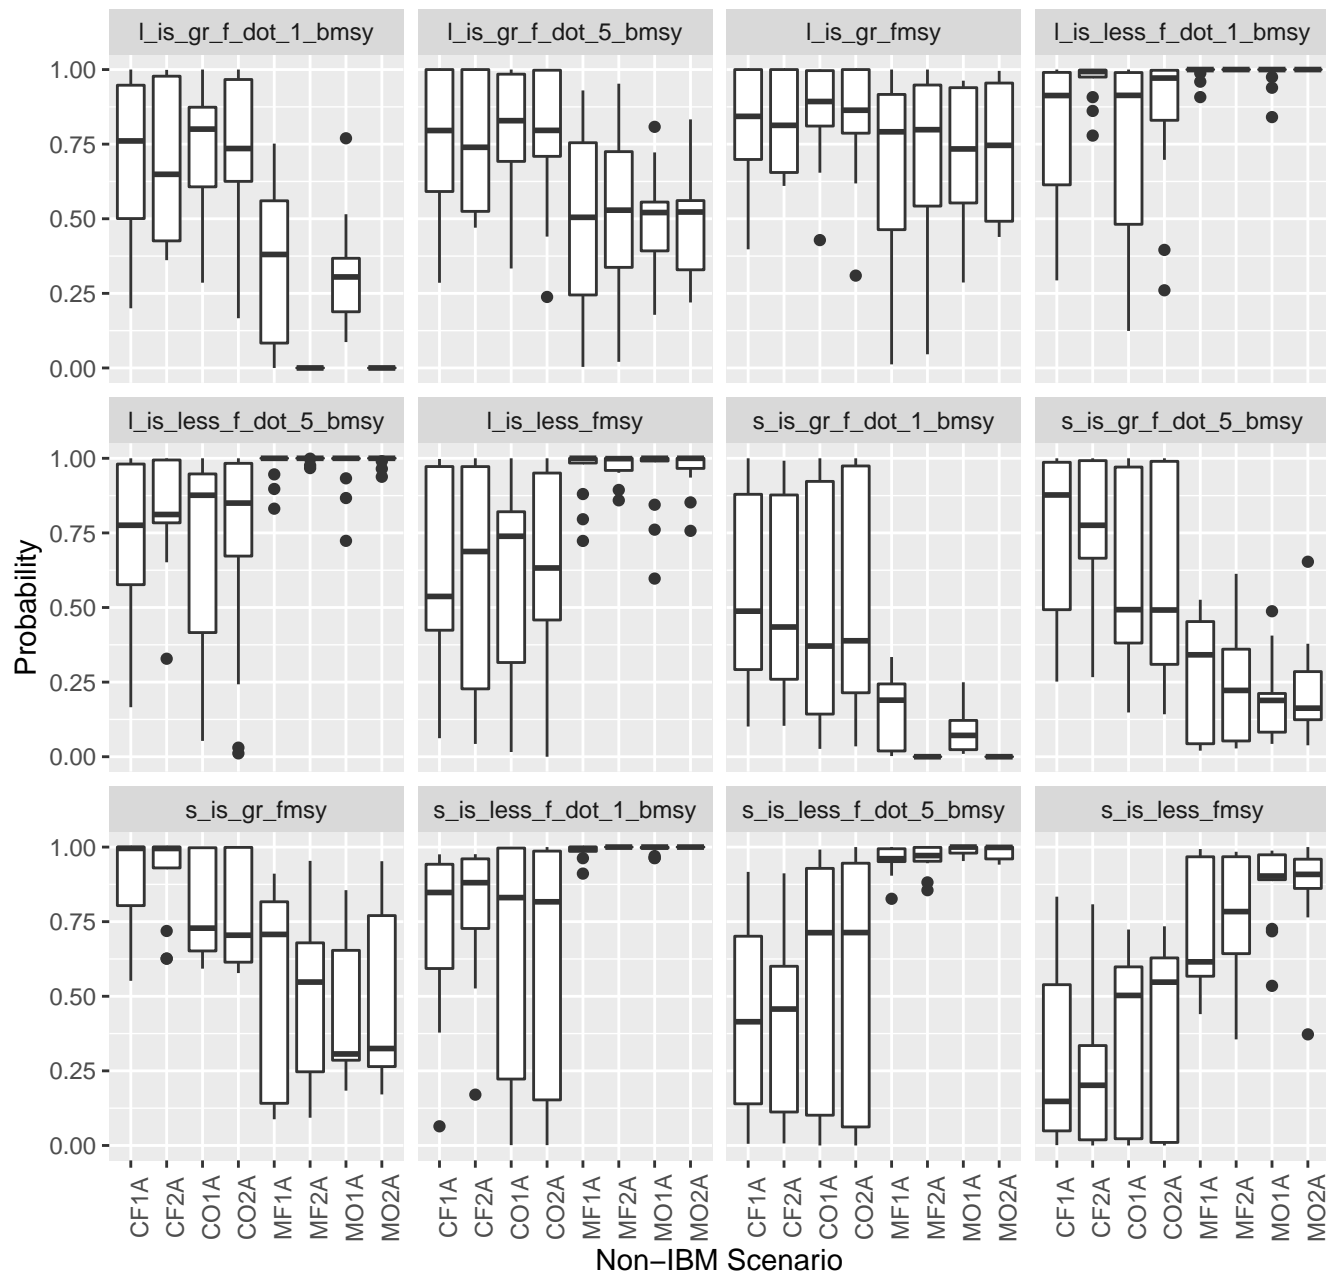 l_is_gr_f_dot_1_bmsy l_is_gr_f_dot_5_bmsy l_is_gr_fmsy l_is_less_f_dot_1_bmsy
1.00
0.75
0.50
0.25
0.00
l_is_less_f_dot_5_bmsy l_is_less_fmsy s_is_gr_f_dot_1_bmsy s_is_gr_f_dot_5_bmsy
1.00
0.75
0.50
0.25
0.00
Probability
s_is_gr_fmsy s_is_less_f_dot_1_bmsy s_is_less_f_dot_5_bmsy s_is_less_fmsy
1.00
0.75
0.50
0.25
0.00
CF1A CF2A CO1A CO2A MF1A MF2A MO1A MO2A CF1A CF2A CO1A CO2A MF1A MF2A MO1A MO2A CF1A CF2A CO1A CO2A MF1A MF2A MO1A MO2A CF1A CF2A CO1A CO2A MF1A MF2A MO1A MO2A
Non−IBM Scenario